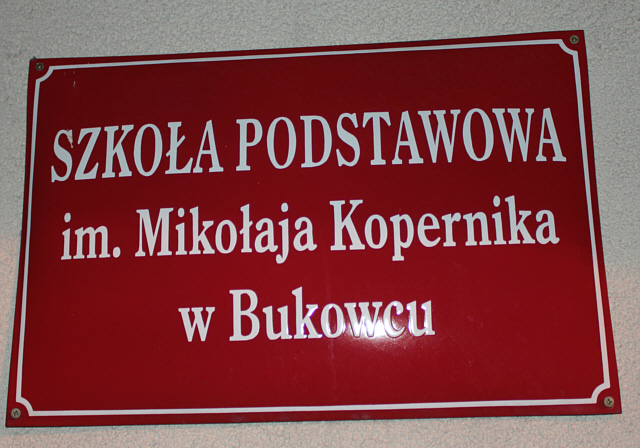 SZKOŁA PODSTAWOWA
im. Mikołaja Kopernika
w Bukowcu